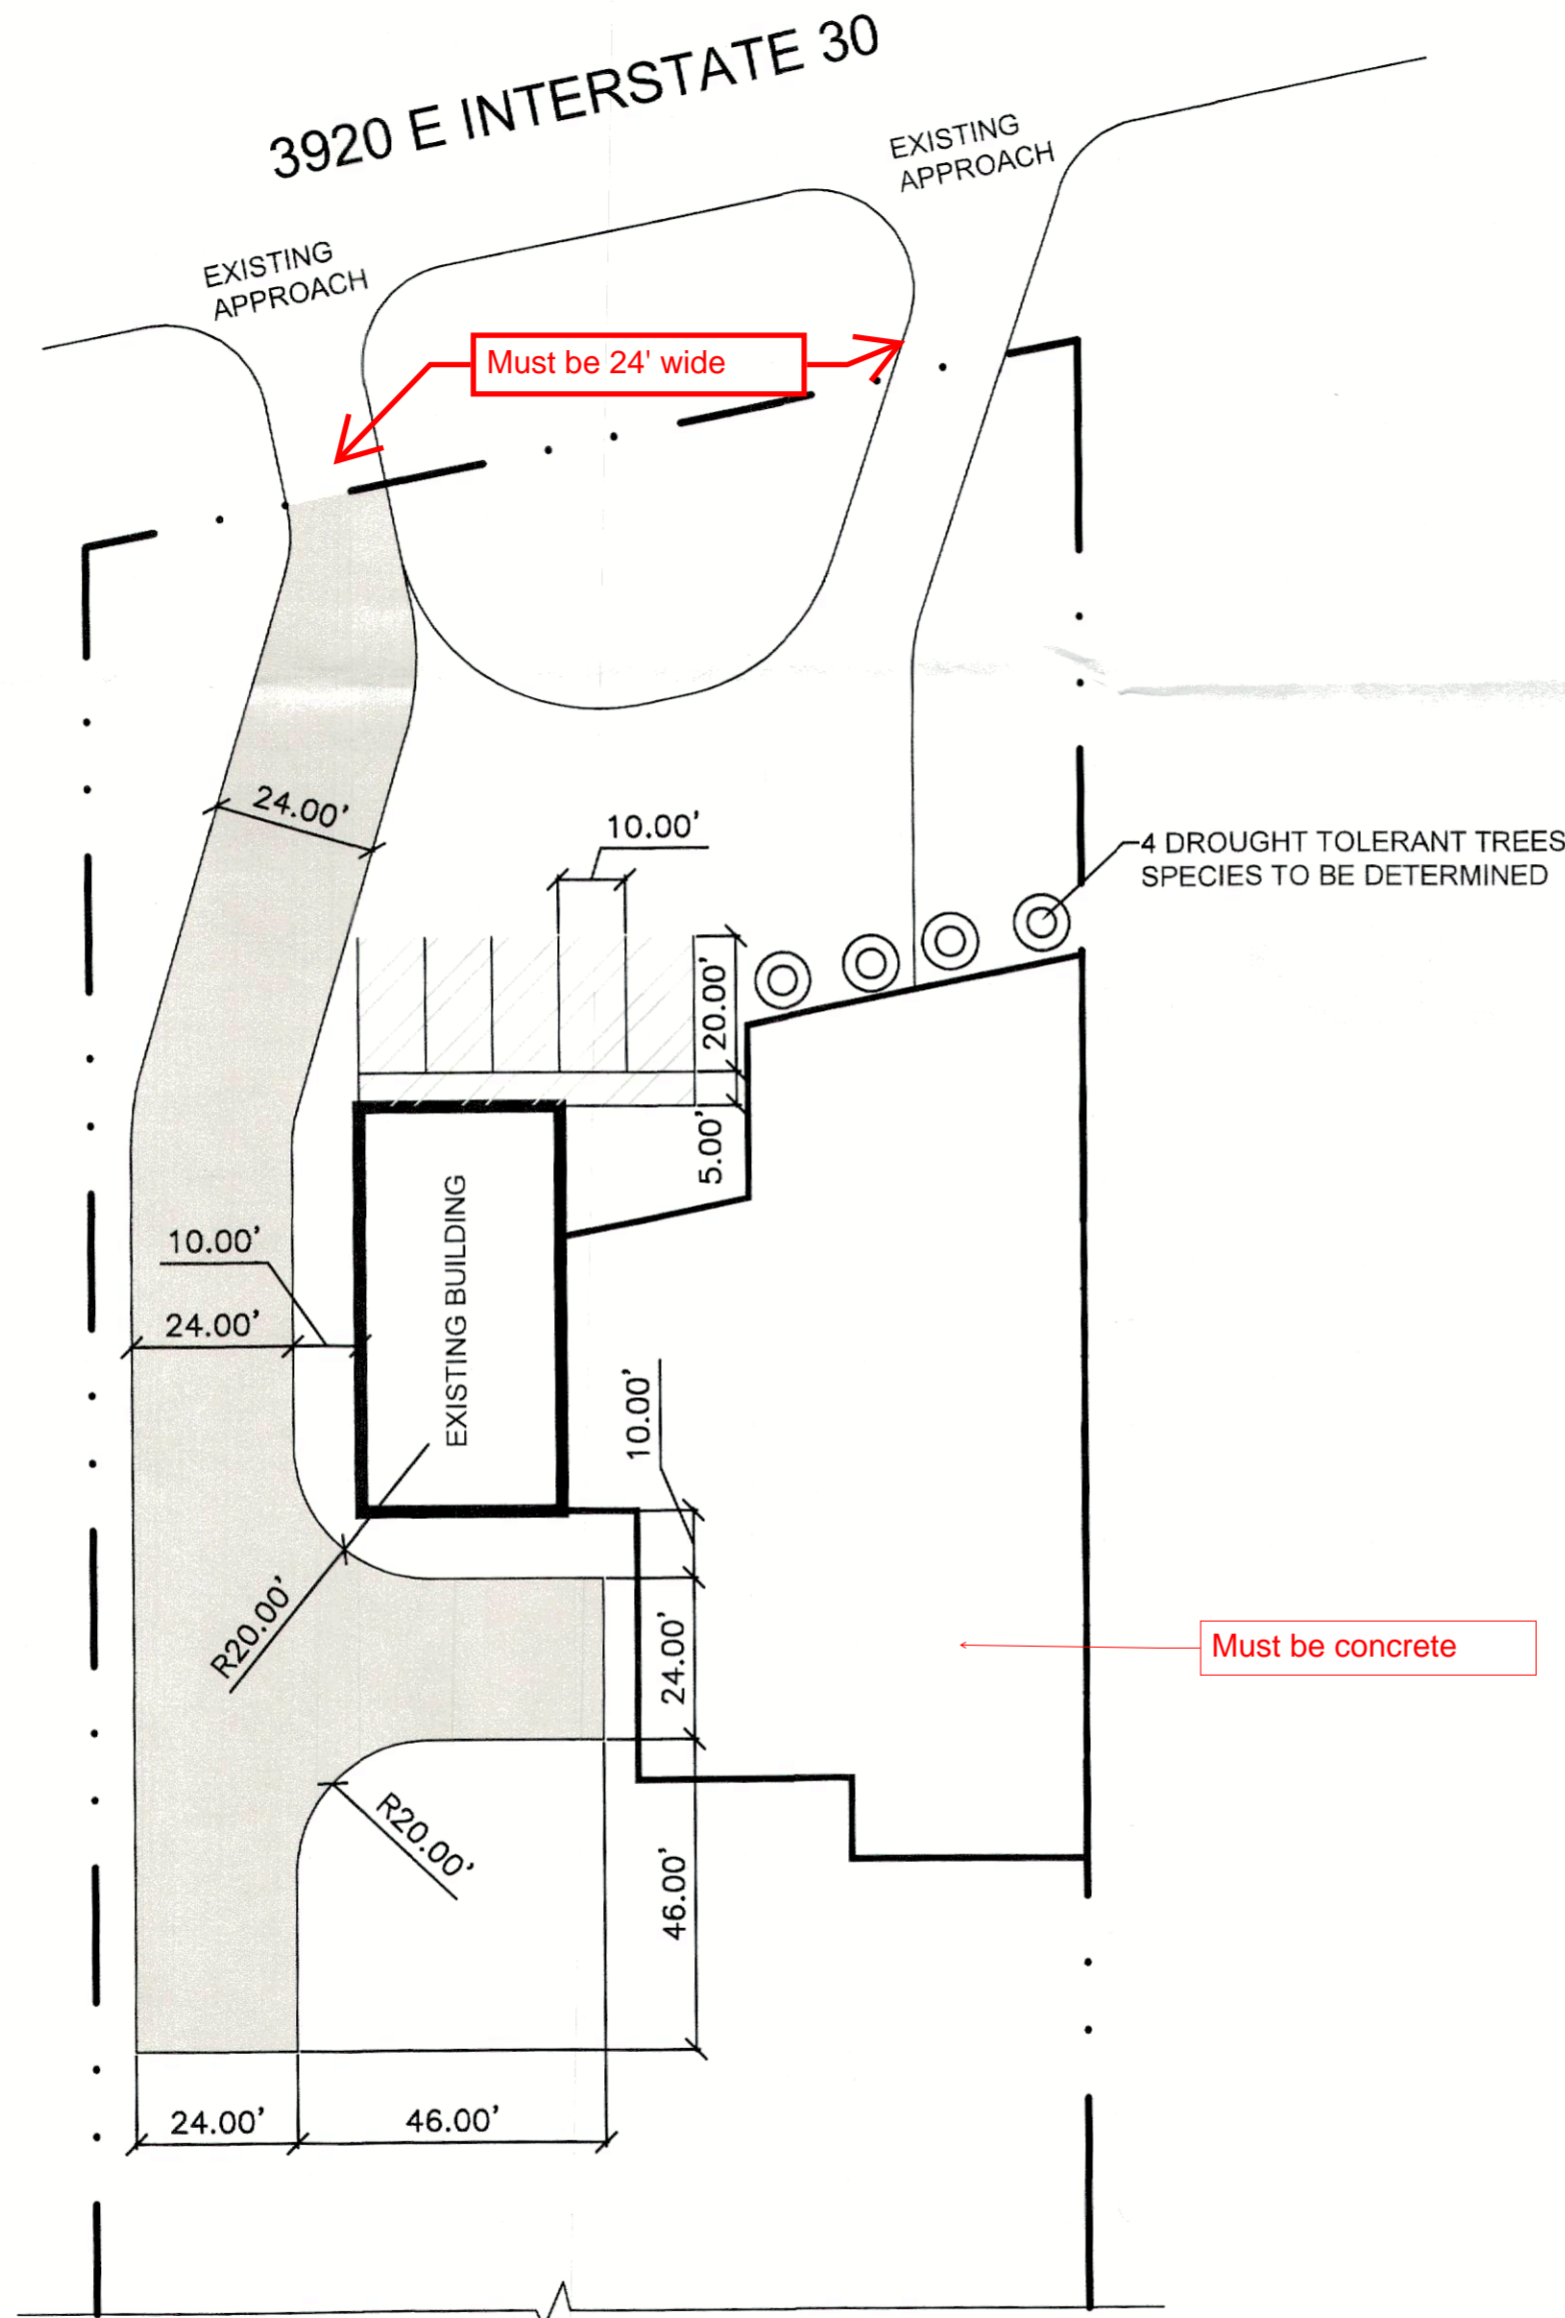 3920 E INTERSTATE 30
EXISTING
APPROACH
EXISTING
APPROACH
Must be 24' wide
24.00'
10.00'
4 DROUGHT TOLERANT TREES
SPECIES TO BE DETERMINED
20.00'
5.00'
EXISTING BUILDING
10.00'
24.00'
10.00'
R20.00'
24.00'
Must be concrete
R20.00'
46.00'
24.00'
46.00'